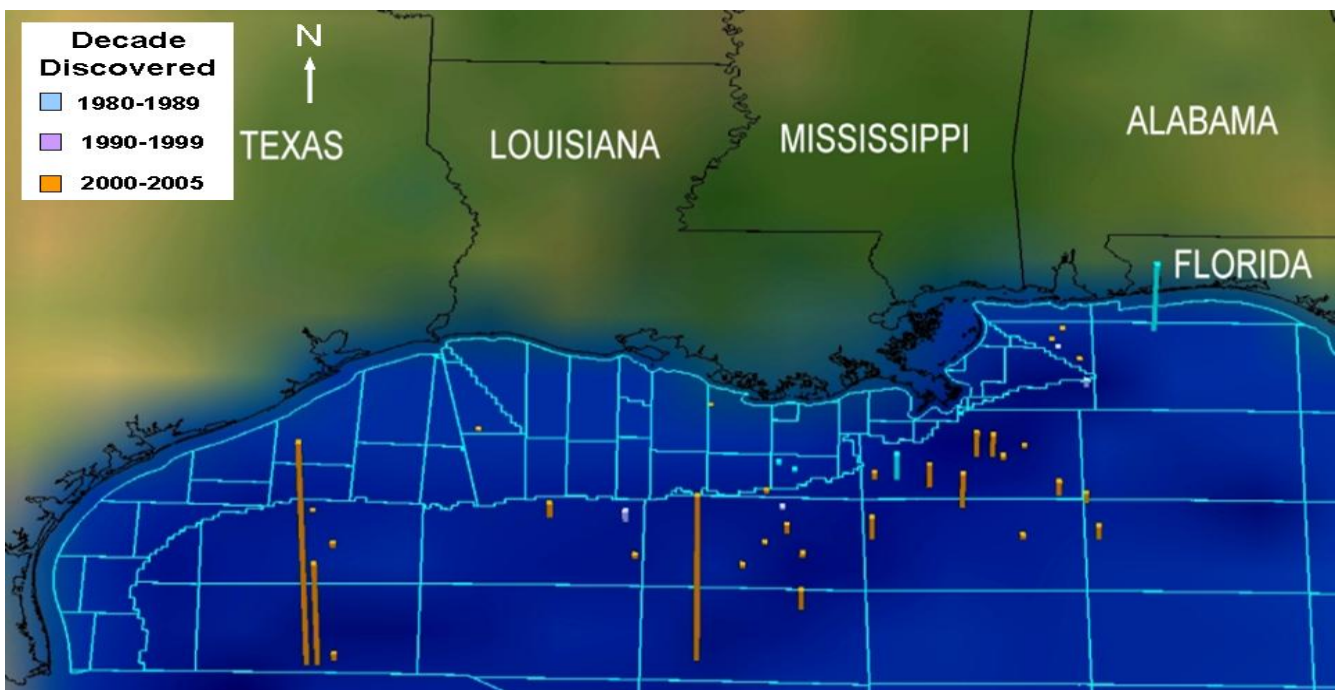 Decade
Discovered
1980-1989
1990-1999
2000-2005
N
TEXAS
LOUISIANA
MISSISSIPPI
ALABAMA
FLORIDA